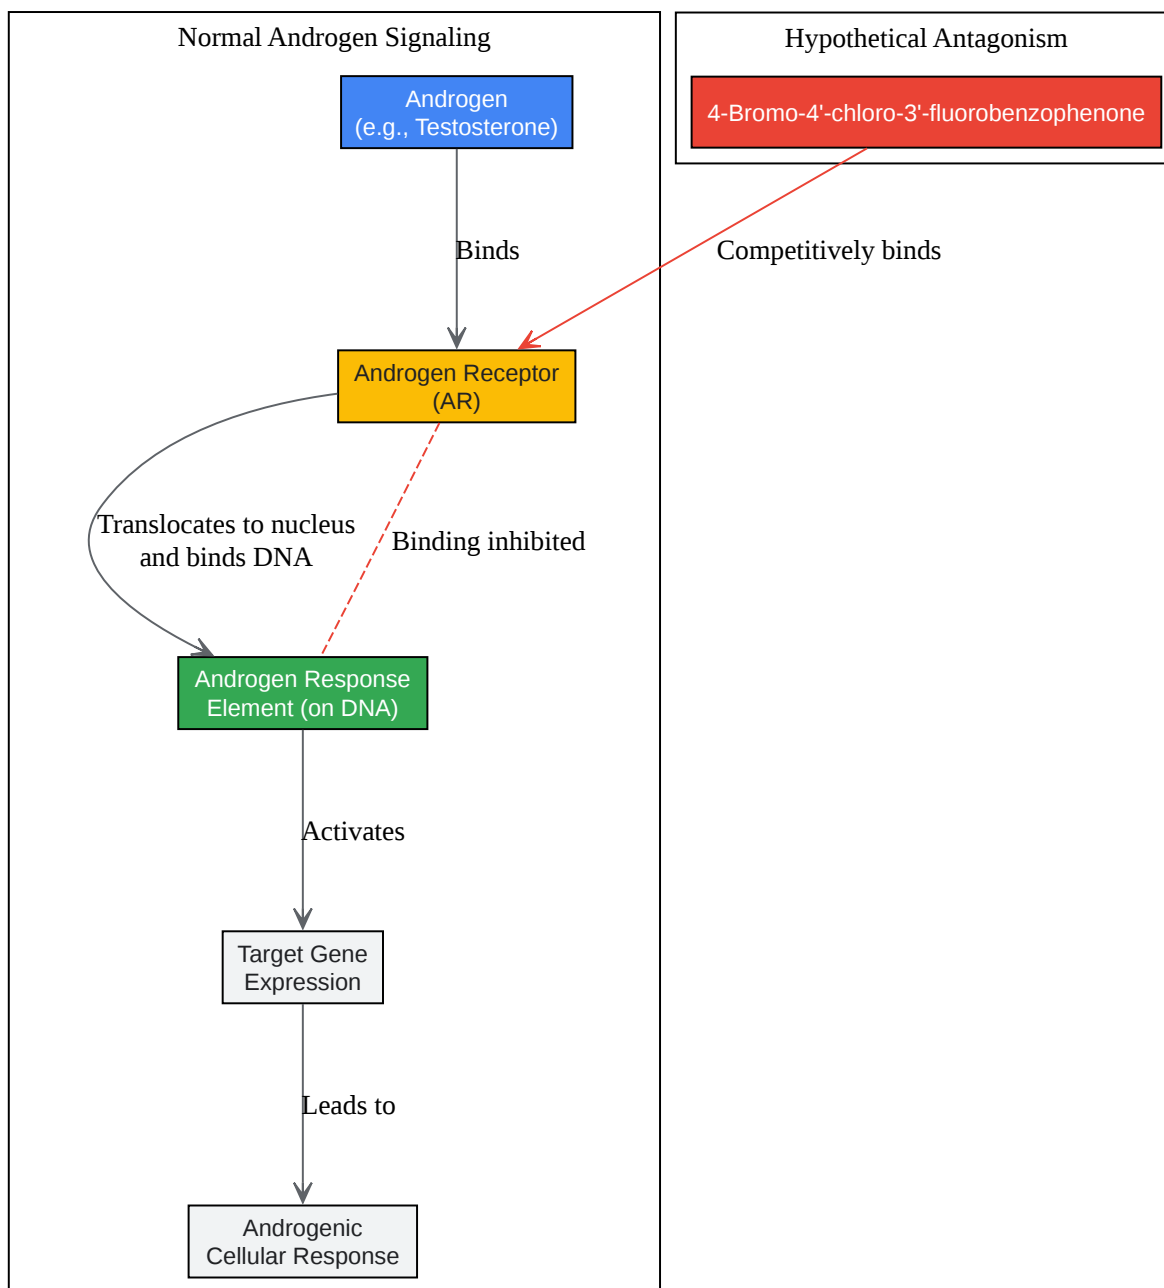 Normal Androgen Signaling
Hypothetical Antagonism
Androgen
(e.g., Testosterone)
4-Bromo-4'-chloro-3'-fluorobenzophenone
Binds
Competitively binds
Androgen Receptor
(AR)
Translocates to nucleus
and binds DNA
Binding inhibited
Androgen Response
Element (on DNA)
Activates
Target Gene
Expression
Leads to
Androgenic
Cellular Response